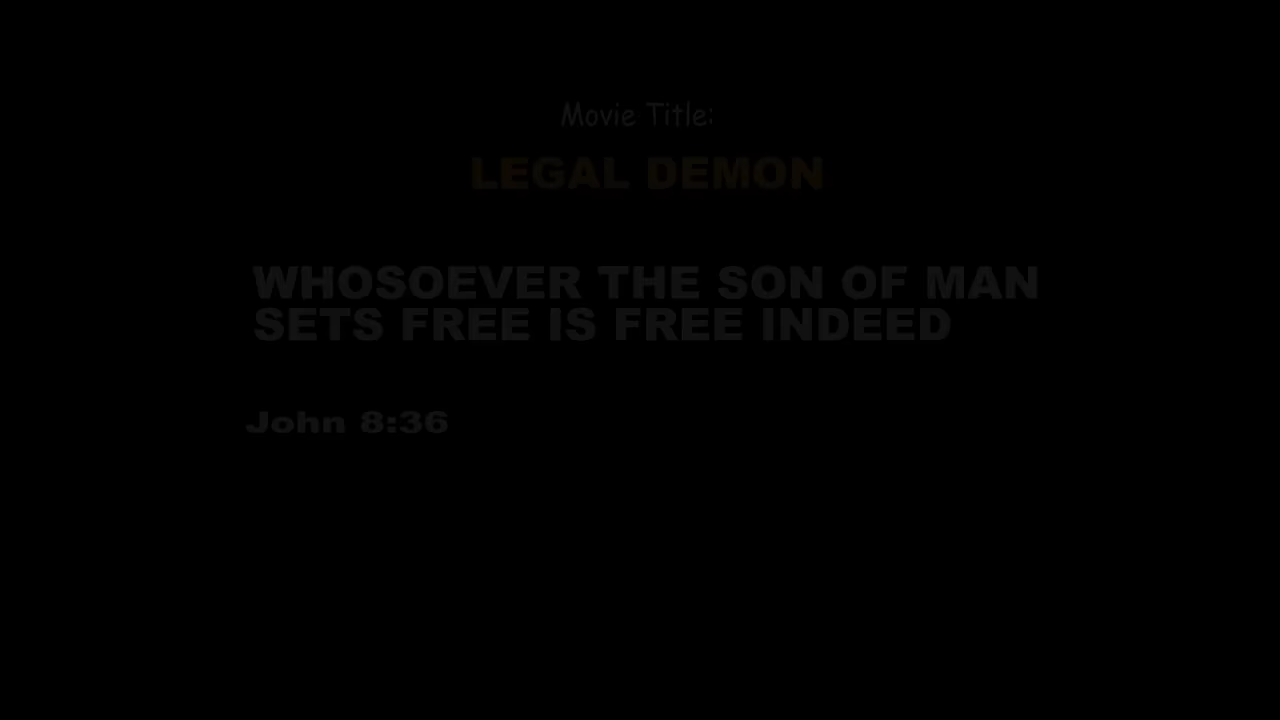 Movie Title:
LEGAL DEMON
WHOSOEVER THE SON OF MAN
SETS FREE IS FREE INDEED
John 8:36